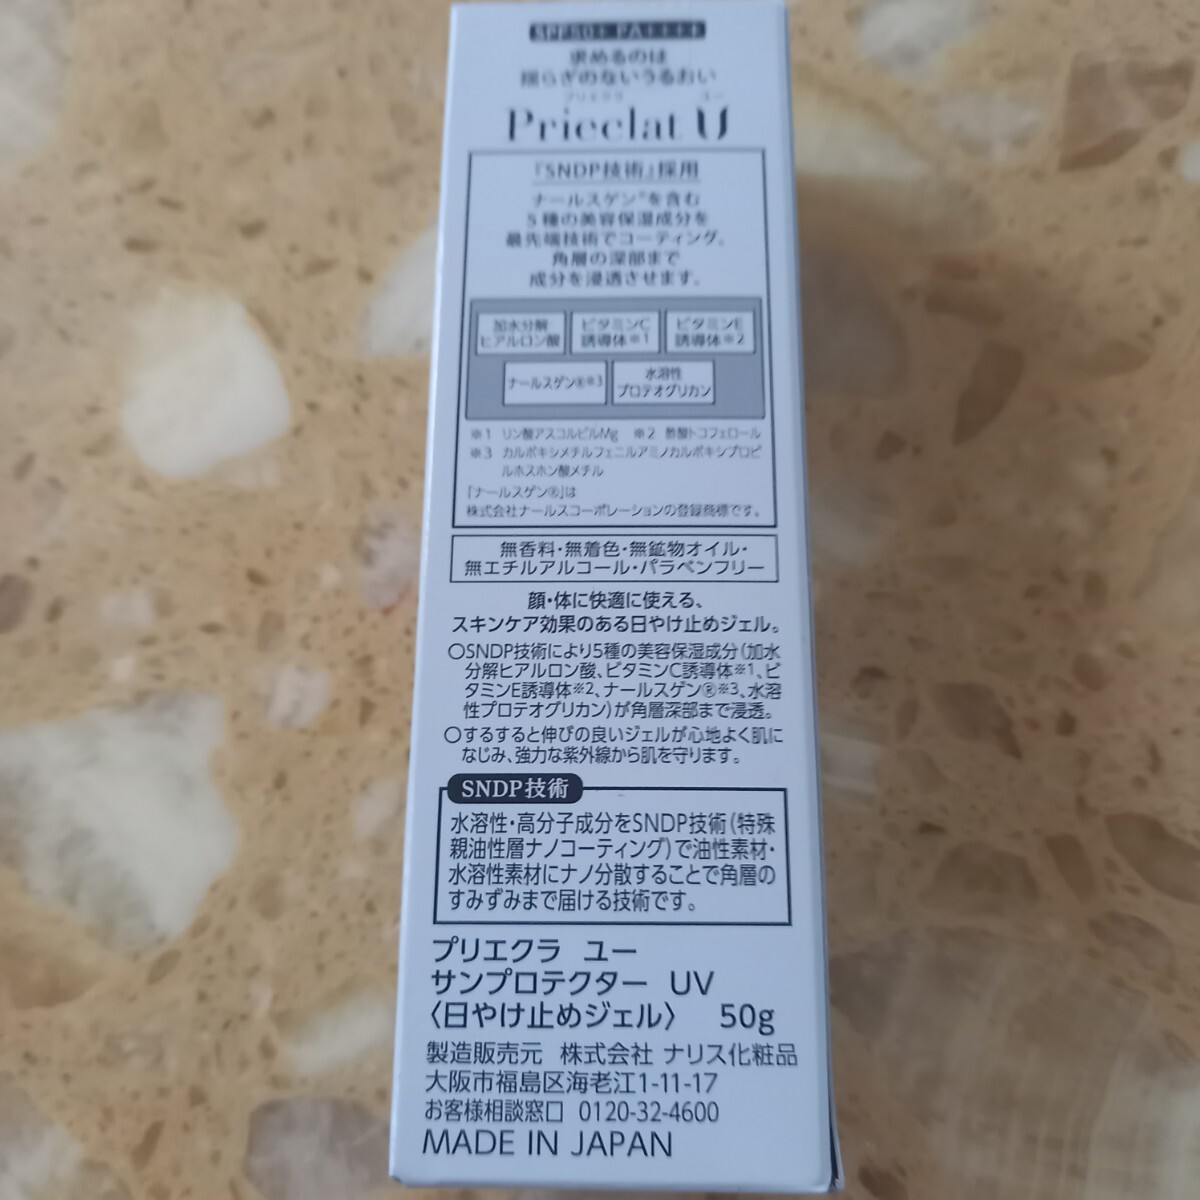 SPF50+ PA++++
求めるのは
揺らぎのないうるおい
プリエクラ ユー
Prieclat U
『SNDP技術』採用
ナールスゲン®を含む
5種の美容保湿成分を
最先端技術でコーティング。
角層の深部まで
成分を浸透させます。
加水分解 ビタミンC ビタミンE
ヒアルロン酸 誘導体※1 誘導体※2
ナールスゲン®※3 水溶性
プロテオグリカン
※1 リン酸アスコルビルMg ※2 酢酸トコフェロール
※3 カルボキシメチルフェニルアミノカルボキシプロピ
ルホスホン酸メチル
『ナールスゲン®』は
株式会社ナールスコーポレーションの登録商標です。
無香料・無着色・無鉱物オイル・
無エチルアルコール・パラベンフリー
顔・体に快適に使える、
スキンケア効果のある日やけ止めジェル。
○SNDP技術により5種の美容保湿成分(加水
分解ヒアルロン酸、ビタミンC誘導体※1、ビ
タミンE誘導体※2、ナールスゲン®※3、水溶
性プロテオグリカン)が角層深部まで浸透。
○するすると伸びの良いジェルが心地よく肌に
なじみ、強力な紫外線から肌を守ります。
SNDP技術
水溶性・高分子成分をSNDP技術(特殊
親油性層ナノコーティング)で油性素材・
水溶性素材にナノ分散することで角層の
すみずみまで届ける技術です。
プリエクラ ユー
サンプロテクター UV
〈日やけ止めジェル〉 50g
製造販売元 株式会社 ナリス化粧品
大阪市福島区海老江1-11-17
お客様相談窓口 0120-32-4600
MADE IN JAPAN